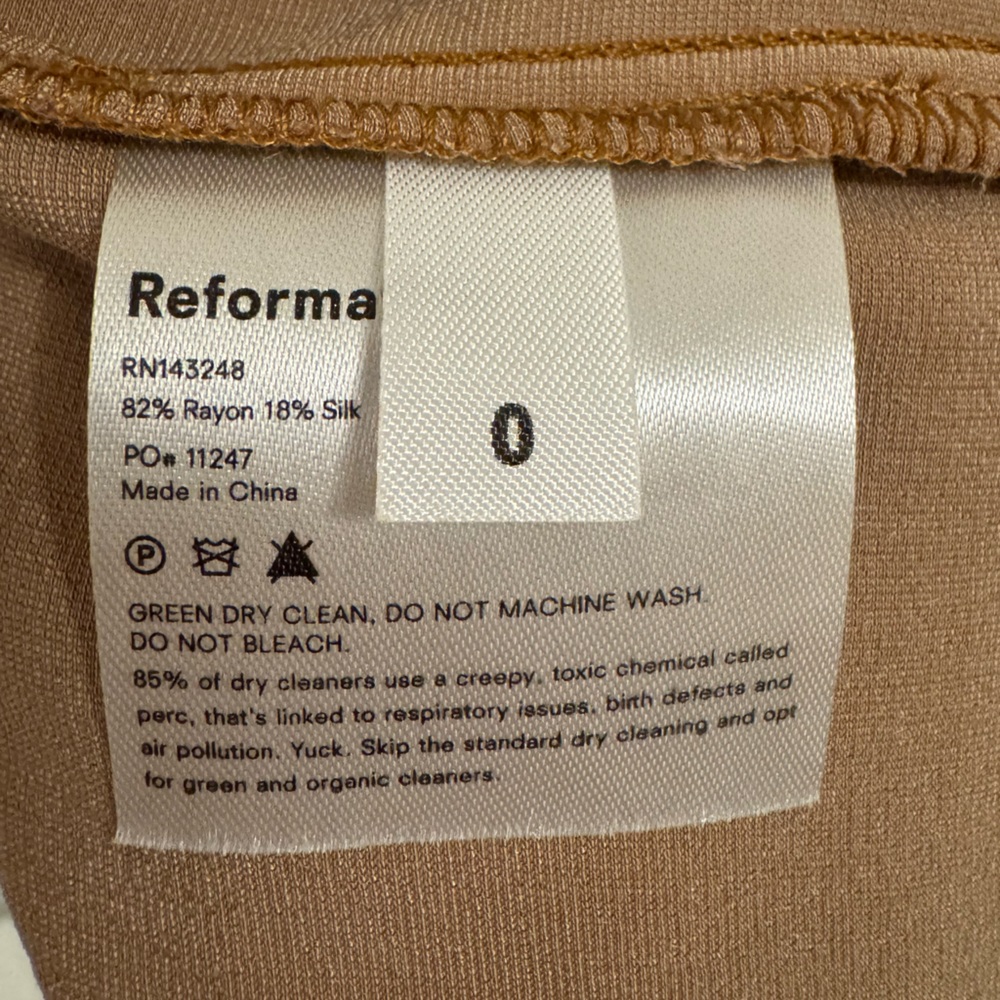 Reforma
RN143248
82% Rayon 18% Silk
PO# 11247
Made in China
0
P
GREEN DRY CLEAN, DO NOT MACHINE WASH.
DO NOT BLEACH.
85% of dry cleaners use a creepy, toxic chemical called
perc, that's linked to respiratory issues, birth defects and
air pollution. Yuck. Skip the standard dry cleaning and opt
for green and organic cleaners.